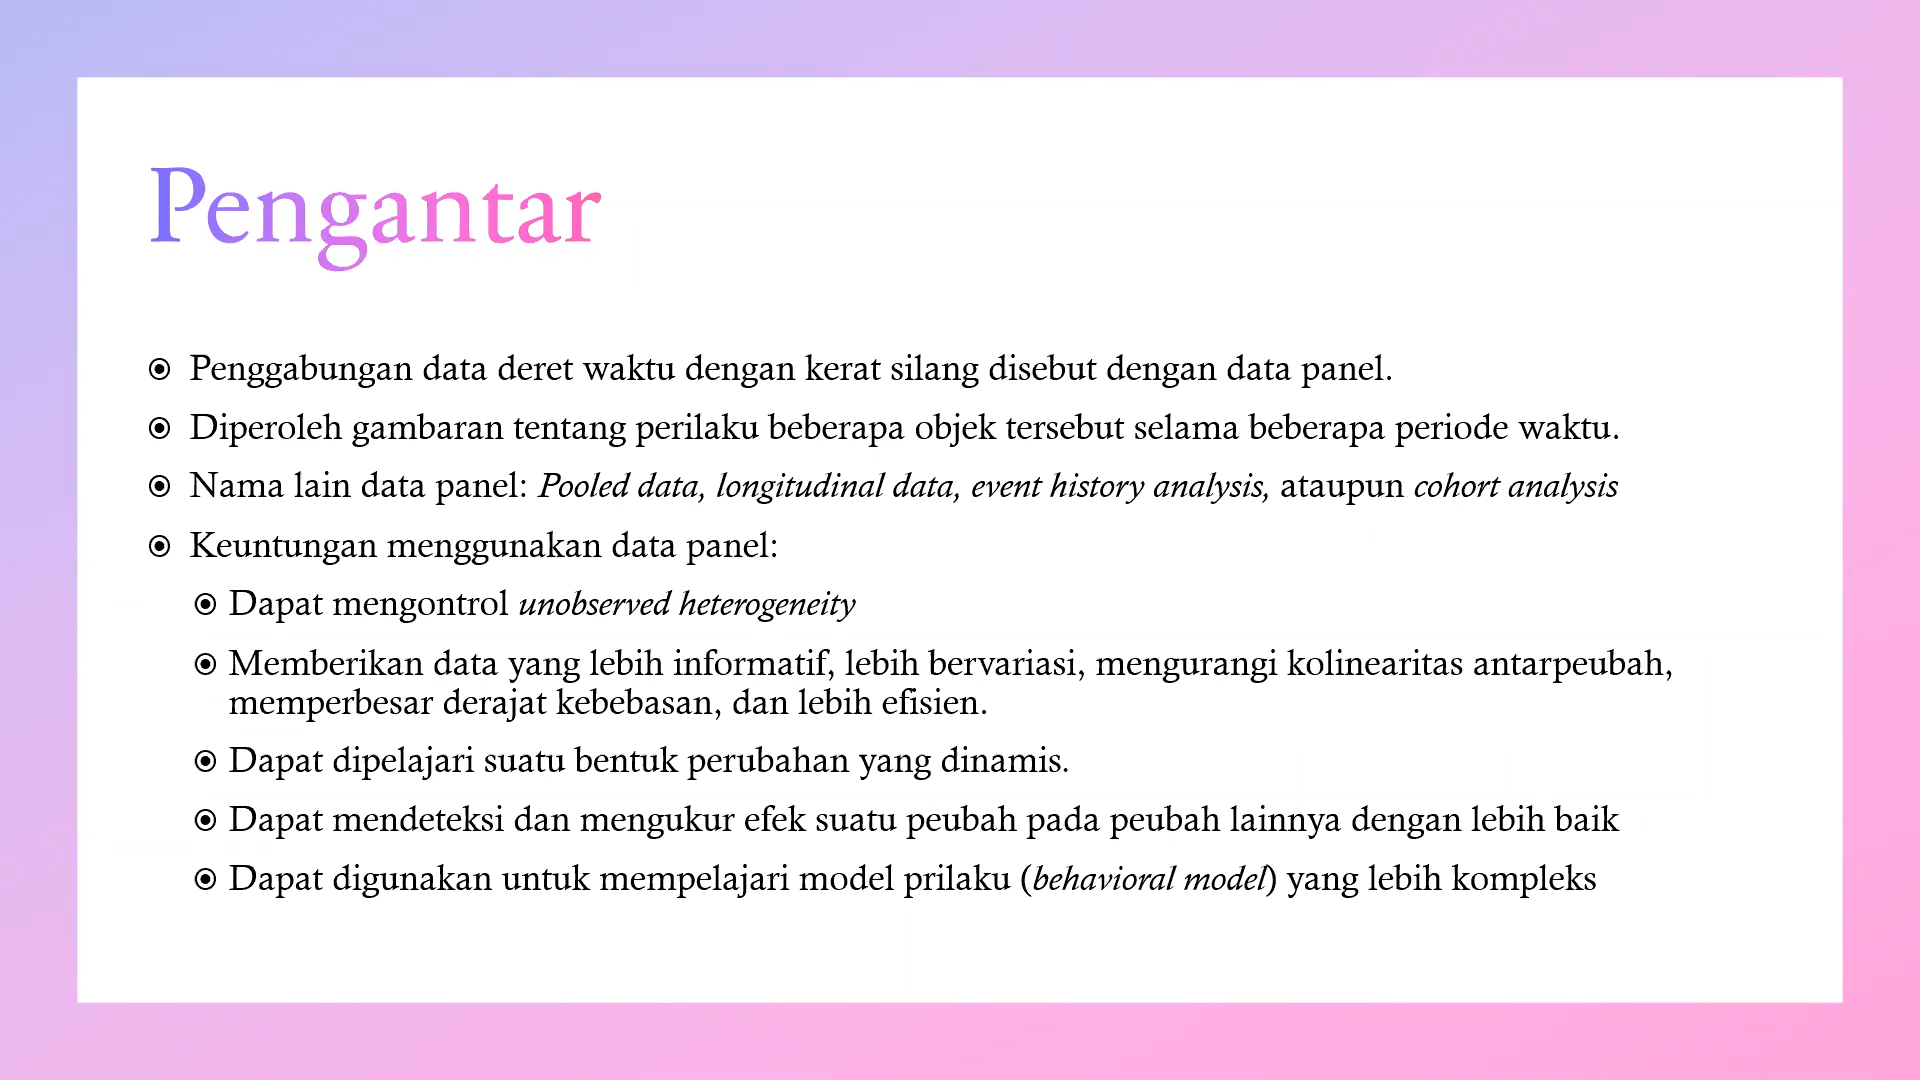 Pengantar
Penggabungan data deret waktu dengan kerat silang disebut dengan data panel.
Diperoleh gambaran tentang perilaku beberapa objek tersebut selama beberapa periode waktu.
Nama lain data panel: Pooled data, longitudinal data, event history analysis, ataupun cohort analysis
Keuntungan menggunakan data panel:
Dapat mengontrol unobserved heterogeneity
Memberikan data yang lebih informatif, lebih bervariasi, mengurangi kolinearitas antarpeubah,
memperbesar derajat kebebasan, dan lebih efisien.
Dapat dipelajari suatu bentuk perubahan yang dinamis.
Dapat mendeteksi dan mengukur efek suatu peubah pada peubah lainnya dengan lebih baik
Dapat digunakan untuk mempelajari model prilaku (behavioral model) yang lebih kompleks